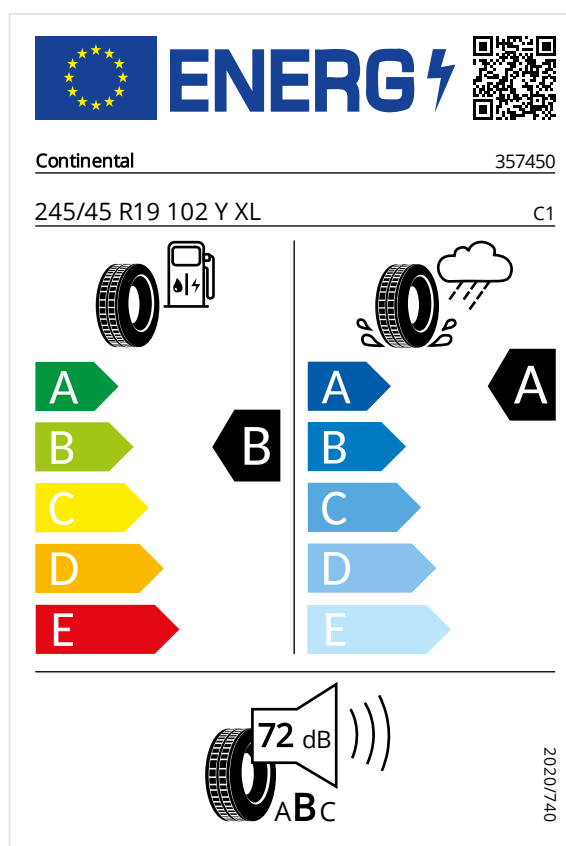 ENERG
Continental 357450
245/45 R19 102 Y XL C1
A A A
B B B
C C
D D
E E
72 dB
ABC
2020/740